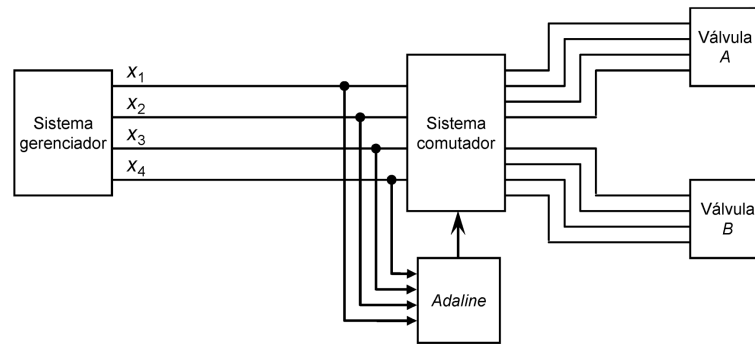 Sistema
gerenciador
x1
x2
x3
x4
Sistema
comutador
Adaline
Válvula
A
Válvula
B